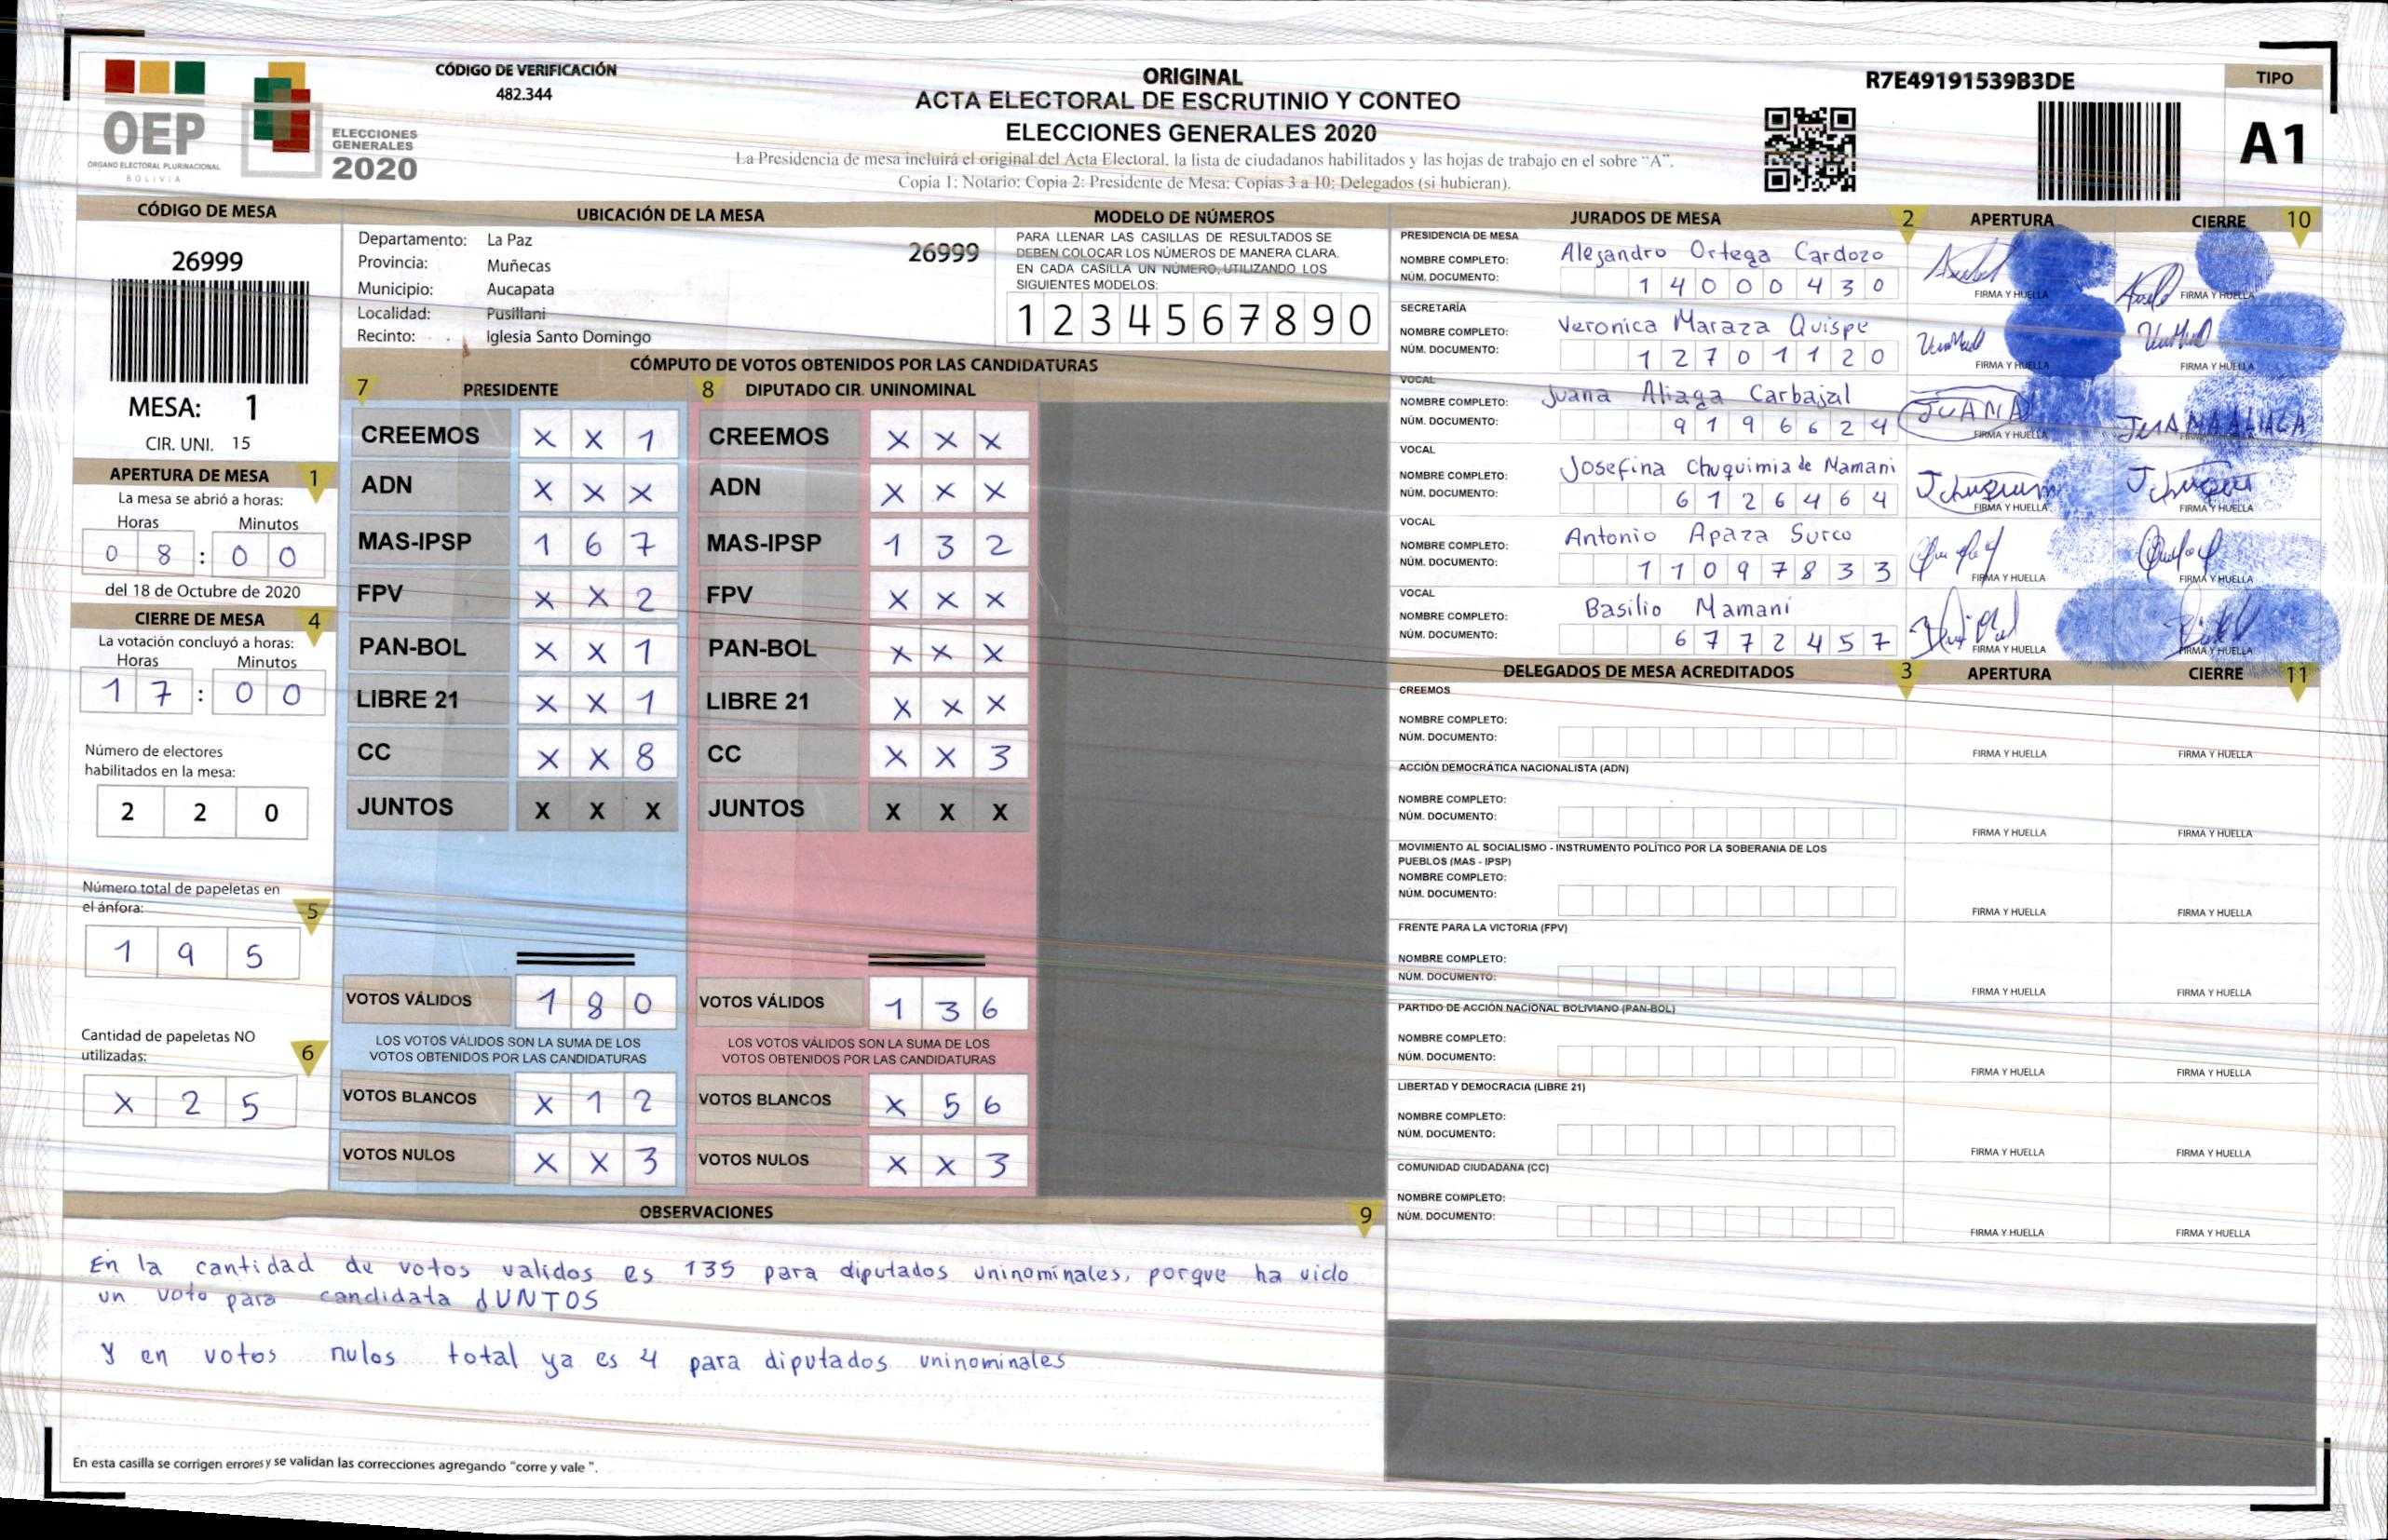 OEP
ÓRGANO ELECTORAL PLURINACIONAL
BOLIVIA
ELECCIONES
GENERALES
2020
CÓDIGO DE VERIFICACIÓN
482.344
ORIGINAL
ACTA ELECTORAL DE ESCRUTINIO Y CONTEO
ELECCIONES GENERALES 2020
La Presidencia de mesa incluirá el original del Acta Electoral, la lista de ciudadanos habilitados y las hojas de trabajo en el sobre "A".
Copia 1: Notario; Copia 2: Presidente de Mesa; Copias 3 a 10: Delegados (si hubieran).
R7E49191539B3DE
TIPO
A1
CÓDIGO DE MESA
26999
MESA: 1
CIR. UNI. 15
APERTURA DE MESA 1
La mesa se abrió a horas:
Horas Minutos
0 8 : 0 0
del 18 de Octubre de 2020
CIERRE DE MESA 4
La votación concluyó a horas:
Horas Minutos
1 7 : 0 0
Número de electores
habilitados en la mesa:
2 2 0
Número total de papeletas en
el ánfora: 5
1 9 5
Cantidad de papeletas NO
utilizadas: 6
X 2 5
UBICACIÓN DE LA MESA
Departamento: La Paz 26999
Provincia: Muñecas
Municipio: Aucapata
Localidad: Pusillani
Recinto: Iglesia Santo Domingo
MODELO DE NÚMEROS
PARA LLENAR LAS CASILLAS DE RESULTADOS SE
DEBEN COLOCAR LOS NÚMEROS DE MANERA CLARA.
EN CADA CASILLA UN NÚMERO, UTILIZANDO LOS
SIGUIENTES MODELOS:
1 2 3 4 5 6 7 8 9 0
CÓMPUTO DE VOTOS OBTENIDOS POR LAS CANDIDATURAS
7 PRESIDENTE 8 DIPUTADO CIR. UNINOMINAL
CREEMOS X X 1 CREEMOS X X X
ADN X X X ADN X X X
MAS-IPSP 1 6 7 MAS-IPSP 1 3 2
FPV X X 2 FPV X X X
PAN-BOL X X 1 PAN-BOL X X X
LIBRE 21 X X 1 LIBRE 21 X X X
CC X X 8 CC X X 3
JUNTOS X X X JUNTOS X X X
VOTOS VÁLIDOS 1 8 0 VOTOS VÁLIDOS 1 3 6
LOS VOTOS VÁLIDOS SON LA SUMA DE LOS LOS VOTOS VÁLIDOS SON LA SUMA DE LOS
VOTOS OBTENIDOS POR LAS CANDIDATURAS VOTOS OBTENIDOS POR LAS CANDIDATURAS
VOTOS BLANCOS X 1 2 VOTOS BLANCOS X 5 6
VOTOS NULOS X X 3 VOTOS NULOS X X 3
JURADOS DE MESA 2 APERTURA CIERRE 10
PRESIDENCIA DE MESA
NOMBRE COMPLETO: Alejandro Ortega Cardozo
NÚM. DOCUMENTO: 1 4 0 0 0 4 3 0
FIRMA Y HUELLA FIRMA Y HUELLA
SECRETARÍA
NOMBRE COMPLETO: Veronica Maraza Quispe
NÚM. DOCUMENTO: 1 2 7 0 1 1 2 0
FIRMA Y HUELLA FIRMA Y HUELLA
VOCAL
NOMBRE COMPLETO: Juana Aliaga Carbajal
NÚM. DOCUMENTO: 9 1 9 6 6 2 4 JUANA JUANA ALIAGA
FIRMA Y HUELLA
VOCAL
NOMBRE COMPLETO: Josefina Chuquimia de Mamani
NÚM. DOCUMENTO: 6 1 2 6 4 6 4
FIRMA Y HUELLA FIRMA Y HUELLA
VOCAL
NOMBRE COMPLETO: Antonio Apaza Surco
NÚM. DOCUMENTO: 1 1 0 9 7 8 3 3
FIRMA Y HUELLA FIRMA Y HUELLA
VOCAL
NOMBRE COMPLETO: Basilio Mamani
NÚM. DOCUMENTO: 6 7 7 2 4 5 7
FIRMA Y HUELLA FIRMA Y HUELLA
DELEGADOS DE MESA ACREDITADOS 3 APERTURA CIERRE 11
CREEMOS
NOMBRE COMPLETO:
NÚM. DOCUMENTO:
FIRMA Y HUELLA FIRMA Y HUELLA
ACCIÓN DEMOCRÁTICA NACIONALISTA (ADN)
NOMBRE COMPLETO:
NÚM. DOCUMENTO:
FIRMA Y HUELLA FIRMA Y HUELLA
MOVIMIENTO AL SOCIALISMO - INSTRUMENTO POLÍTICO POR LA SOBERANIA DE LOS
PUEBLOS (MAS - IPSP)
NOMBRE COMPLETO:
NÚM. DOCUMENTO:
FIRMA Y HUELLA FIRMA Y HUELLA
FRENTE PARA LA VICTORIA (FPV)
NOMBRE COMPLETO:
NÚM. DOCUMENTO:
FIRMA Y HUELLA FIRMA Y HUELLA
PARTIDO DE ACCIÓN NACIONAL BOLIVIANO (PAN-BOL)
NOMBRE COMPLETO:
NÚM. DOCUMENTO:
FIRMA Y HUELLA FIRMA Y HUELLA
LIBERTAD Y DEMOCRACIA (LIBRE 21)
NOMBRE COMPLETO:
NÚM. DOCUMENTO:
FIRMA Y HUELLA FIRMA Y HUELLA
COMUNIDAD CIUDADANA (CC)
NOMBRE COMPLETO:
NÚM. DOCUMENTO:
FIRMA Y HUELLA FIRMA Y HUELLA
OBSERVACIONES 9
En la cantidad de votos validos es 135 para diputados uninominales, porque ha vido
un voto para candidata JUNTOS
Y en votos nulos total ya es 4 para diputados uninominales
En esta casilla se corrigen errores y se validan las correcciones agregando "corre y vale ".